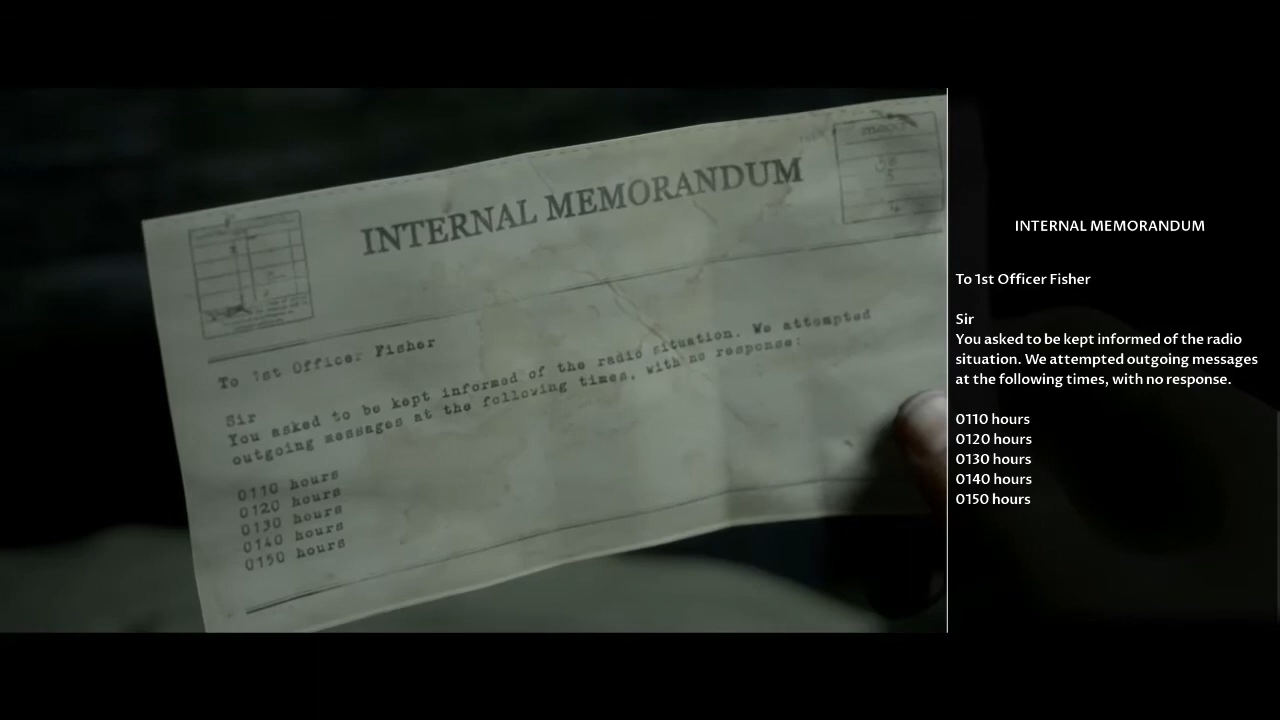 INTERNAL MEMORANDUM
To 1st Officer Fisher
Sir
You asked to be kept informed of the radio situation. We attempted
outgoing messages at the following times, with no response:
0110 hours
0120 hours
0130 hours
0140 hours
0150 hours
INTERNAL MEMORANDUM
To 1st Officer Fisher
Sir
You asked to be kept informed of the radio
situation. We attempted outgoing messages
at the following times, with no response.
0110 hours
0120 hours
0130 hours
0140 hours
0150 hours